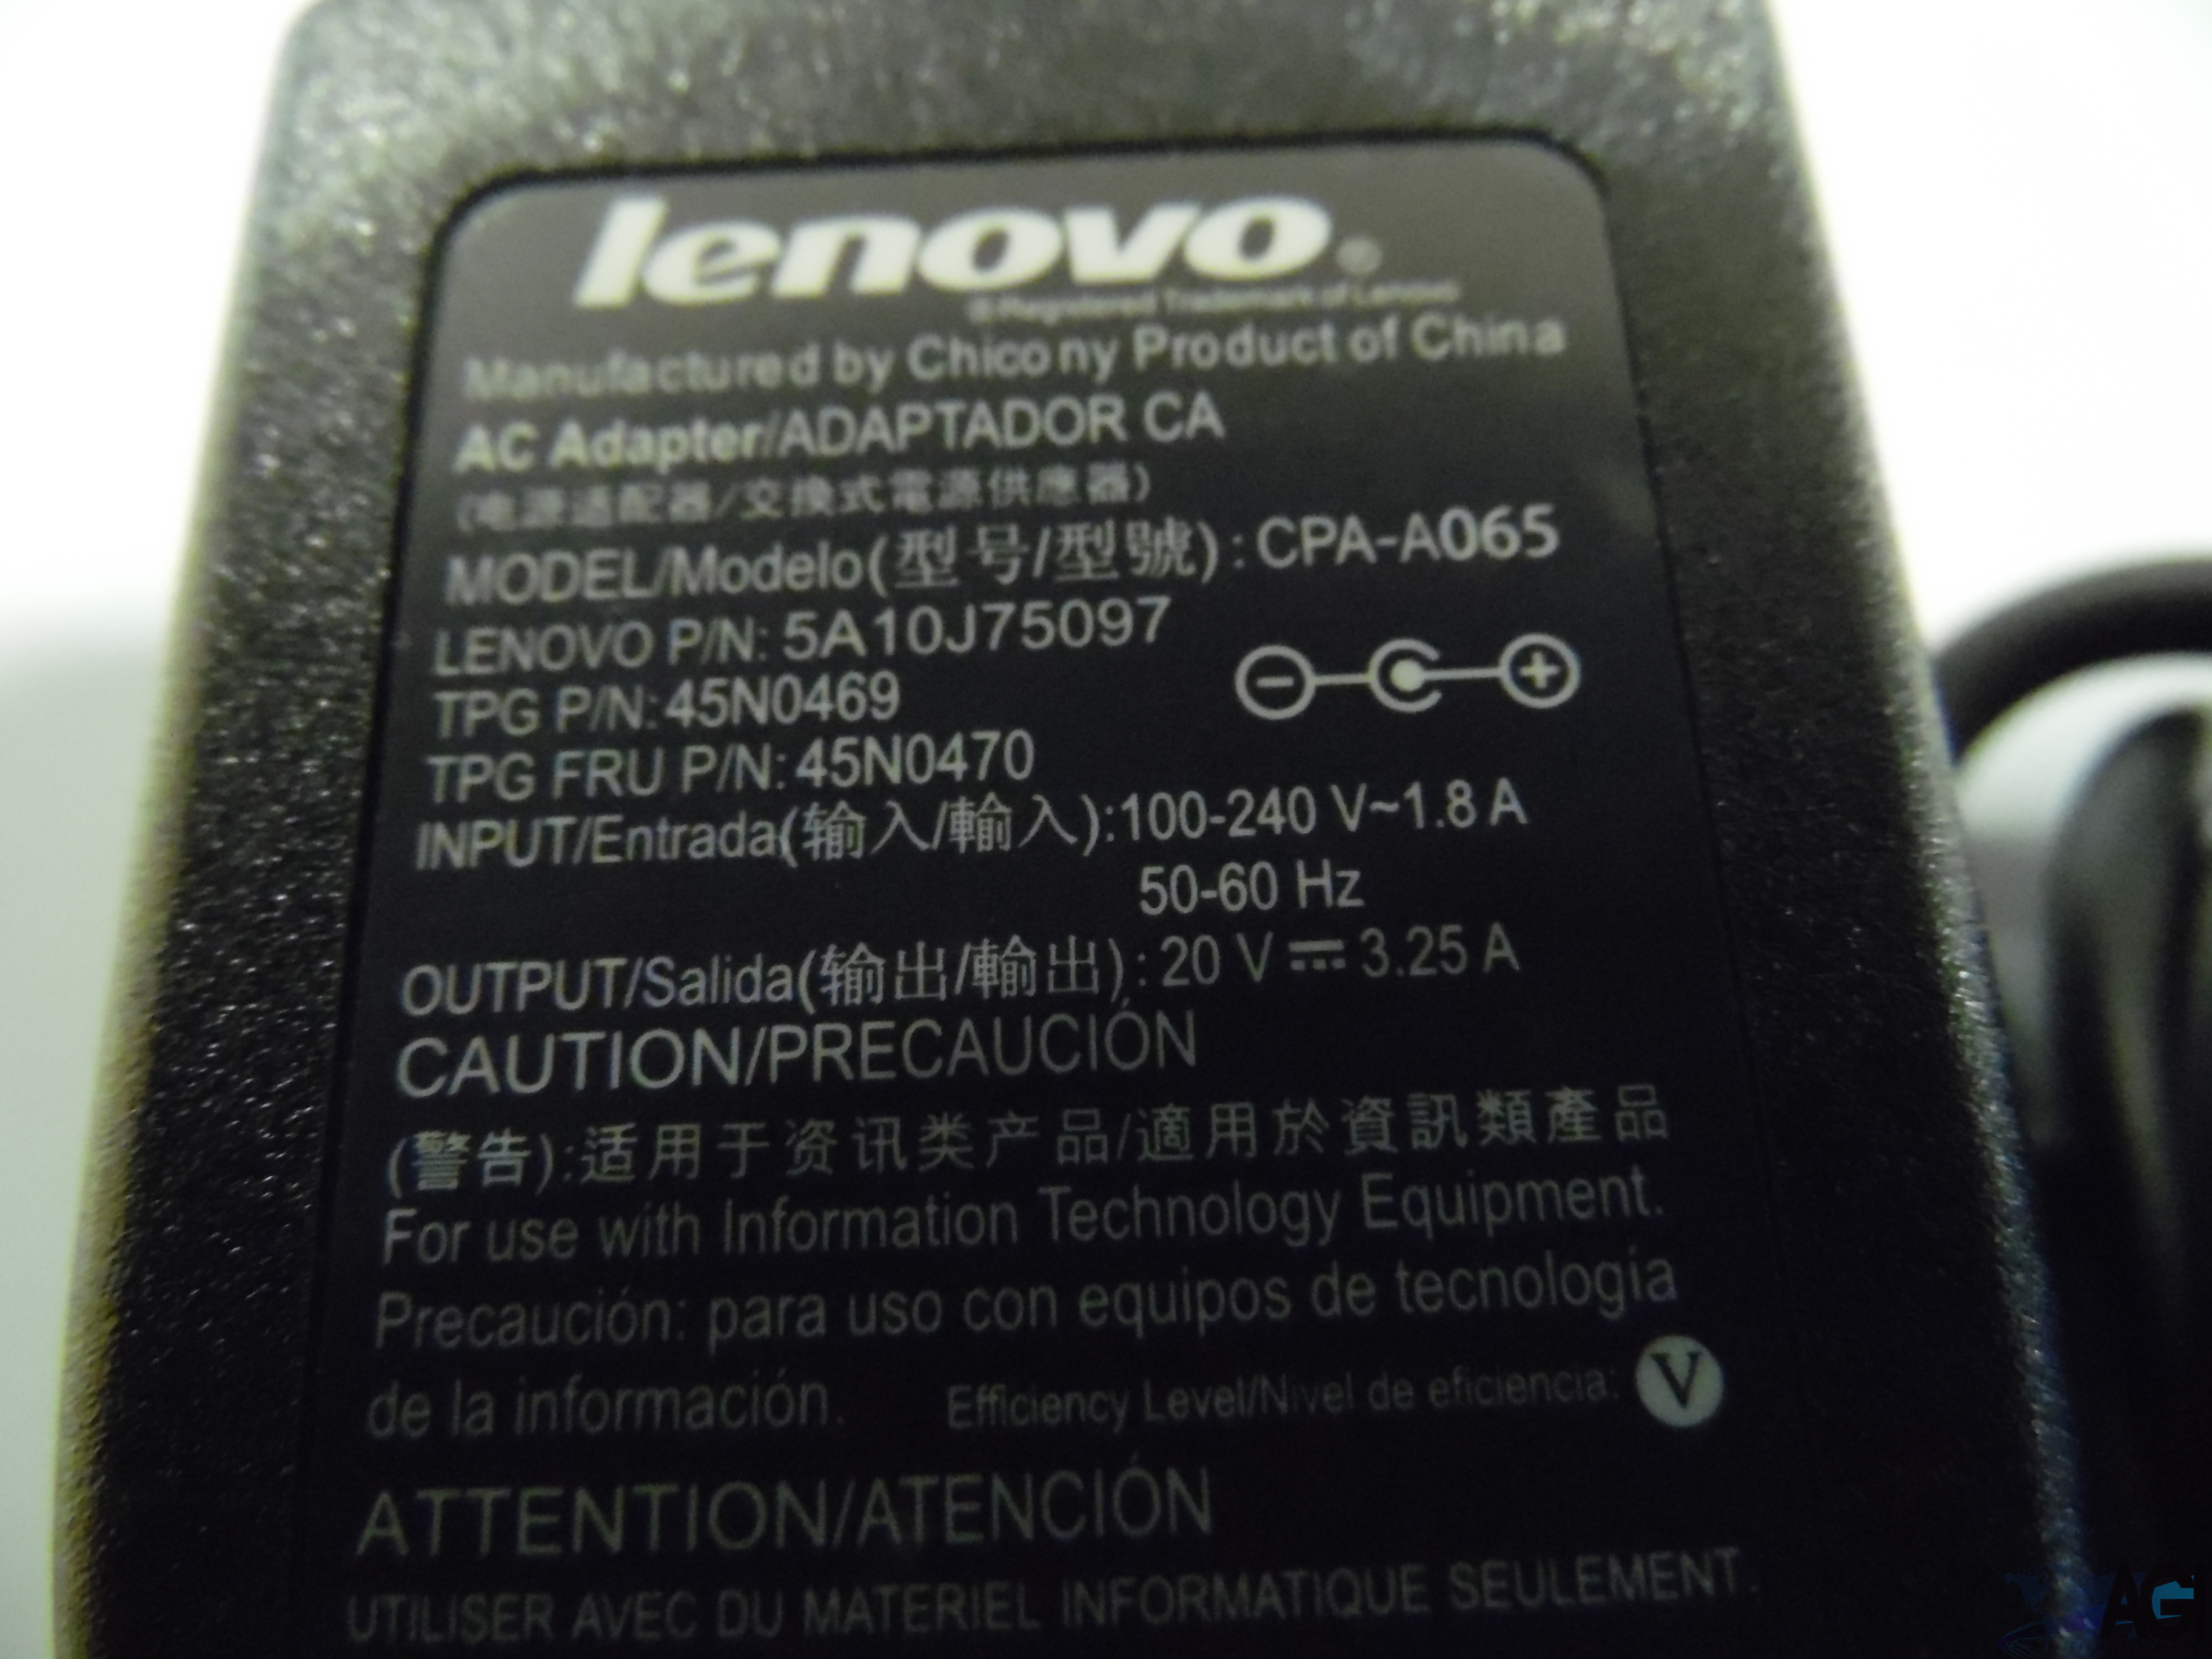 lenovo®
® Registered Trademark of Lenovo
Manufactured by Chicony Product of China
AC Adapter/ADAPTADOR CA
(电源适配器/交換式電源供應器)
MODEL/Modelo(型号/型號): CPA-A065
LENOVO P/N: 5A10J75097
TPG P/N: 45N0469
TPG FRU P/N: 45N0470
INPUT/Entrada(输入/輸入):100-240 V~1.8 A
50-60 Hz
OUTPUT/Salida(输出/輸出): 20 V ⎓ 3.25 A
CAUTION/PRECAUCIÓN
(警告):适用于资讯类产品/適用於資訊類產品
For use with Information Technology Equipment.
Precaución: para uso con equipos de tecnología
de la información. Efficiency Level/Nivel de eficiencia: V
ATTENTION/ATENCIÓN
UTILISER AVEC DU MATERIEL INFORMATIQUE SEULEMENT.